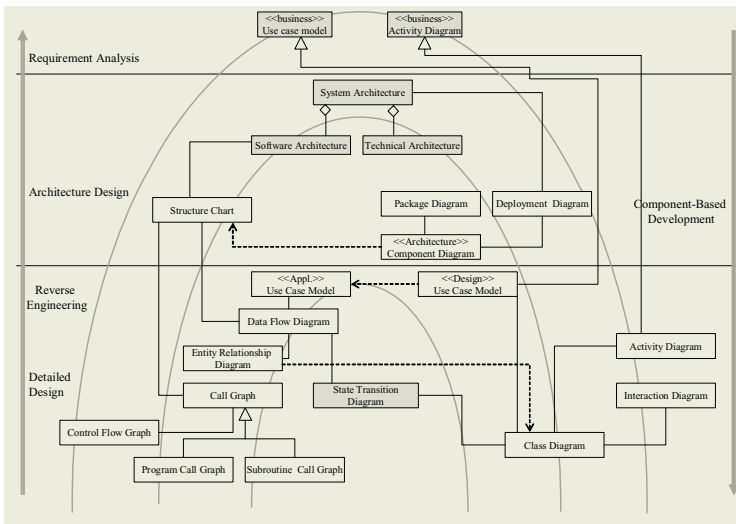 <<business>>
Use case model
<<business>>
Activity Diagram
Requirement Analysis
System Architecture
Software Architecture
Technical Architecture
Architecture Design
Package Diagram
Deployment Diagram
Component-Based
Development
Structure Chart
<<Architecture>>
Component Diagram
Reverse
Engineering
<<Appl.>>
Use Case Model
<<Design>>
Use Case Model
Data Flow Diagram
Entity Relationship
Diagram
Activity Diagram
Detailed
Design
Call Graph
State Transition
Diagram
Interaction Diagram
Control Flow Graph
Class Diagram
Program Call Graph
Subroutine Call Graph